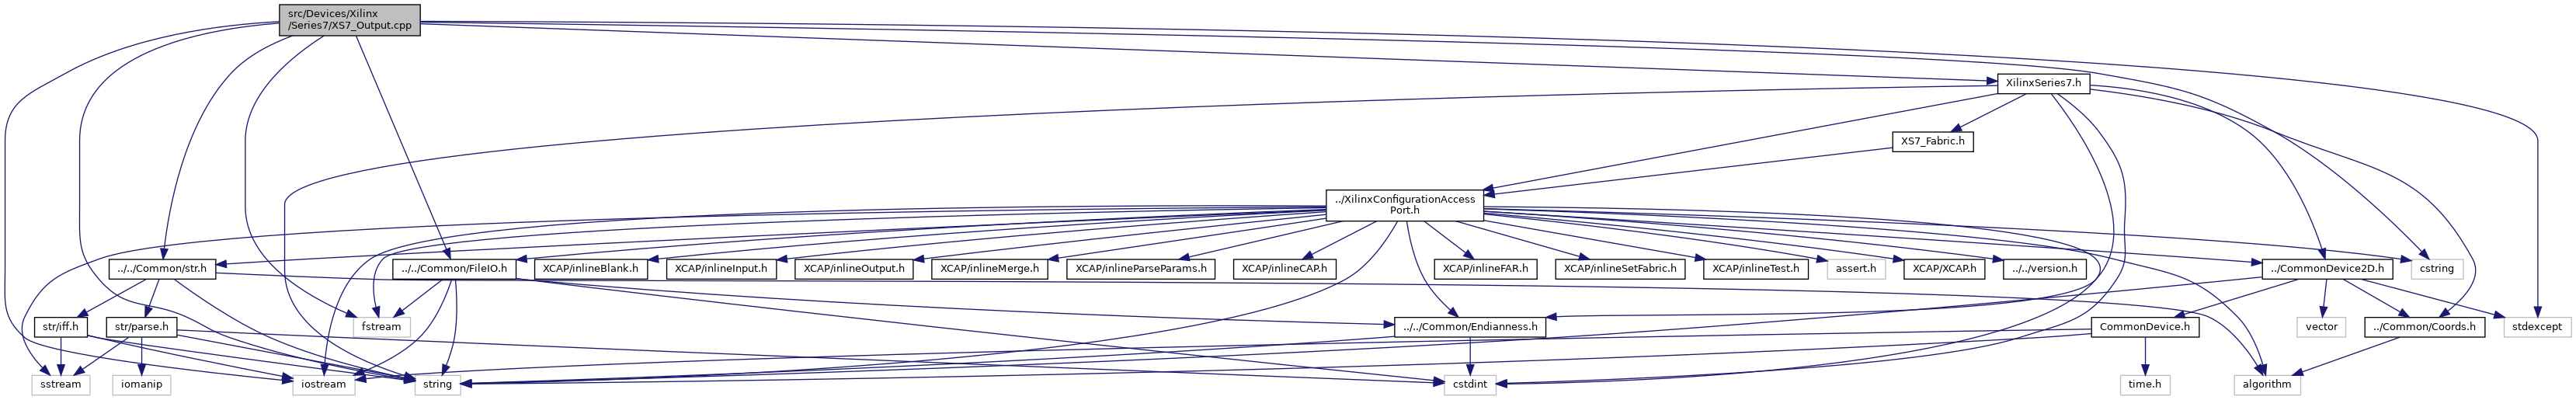 src/Devices/Xilinx
/Series7/XS7_Output.cpp
XilinxSeries7.h
XS7_Fabric.h
../XilinxConfigurationAccess
Port.h
../../Common/str.h
../../Common/FileIO.h
XCAP/inlineBlank.h
XCAP/inlineInput.h
XCAP/inlineOutput.h
XCAP/inlineMerge.h
XCAP/inlineParseParams.h
XCAP/inlineCAP.h
XCAP/inlineFAR.h
XCAP/inlineSetFabric.h
XCAP/inlineTest.h
assert.h
XCAP/XCAP.h
../../version.h
../CommonDevice2D.h
cstring
str/iff.h
str/parse.h
fstream
../../Common/Endianness.h
CommonDevice.h
vector
../Common/Coords.h
stdexcept
sstream
iomanip
iostream
string
cstdint
time.h
algorithm